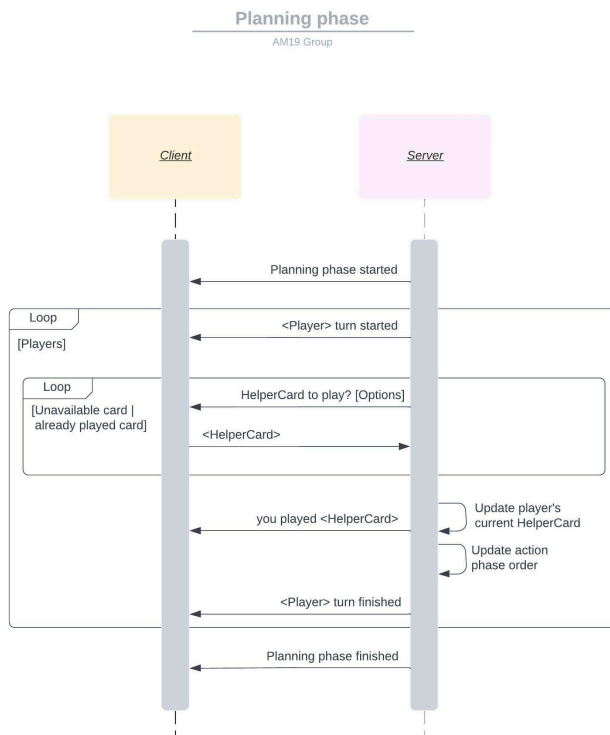 Planning phase
AM19 Group
Client
Server
Planning phase started
Loop
[Players]
<Player> turn started
Loop
[Unavailable card |
already played card]
HelperCard to play? [Options]
<HelperCard>
you played <HelperCard>
Update player's
current HelperCard
Update action
phase order
<Player> turn finished
Planning phase finished